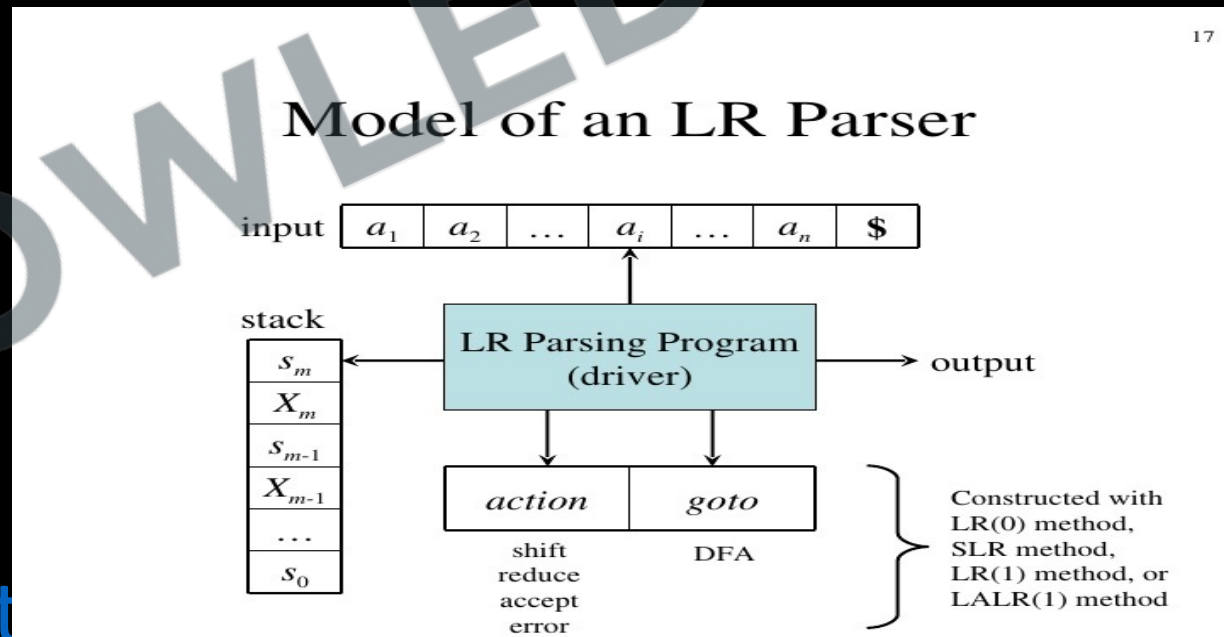 17
Model of an LR Parser
input a₁ a₂ … aᵢ … aₙ $
stack
LR Parsing Program
(driver)
output
sₘ
Xₘ
sₘ₋₁
Xₘ₋₁
…
s₀
action goto
shift
reduce
accept
error
DFA
Constructed with
LR(0) method,
SLR method,
LR(1) method, or
LALR(1) method
OWLED
t